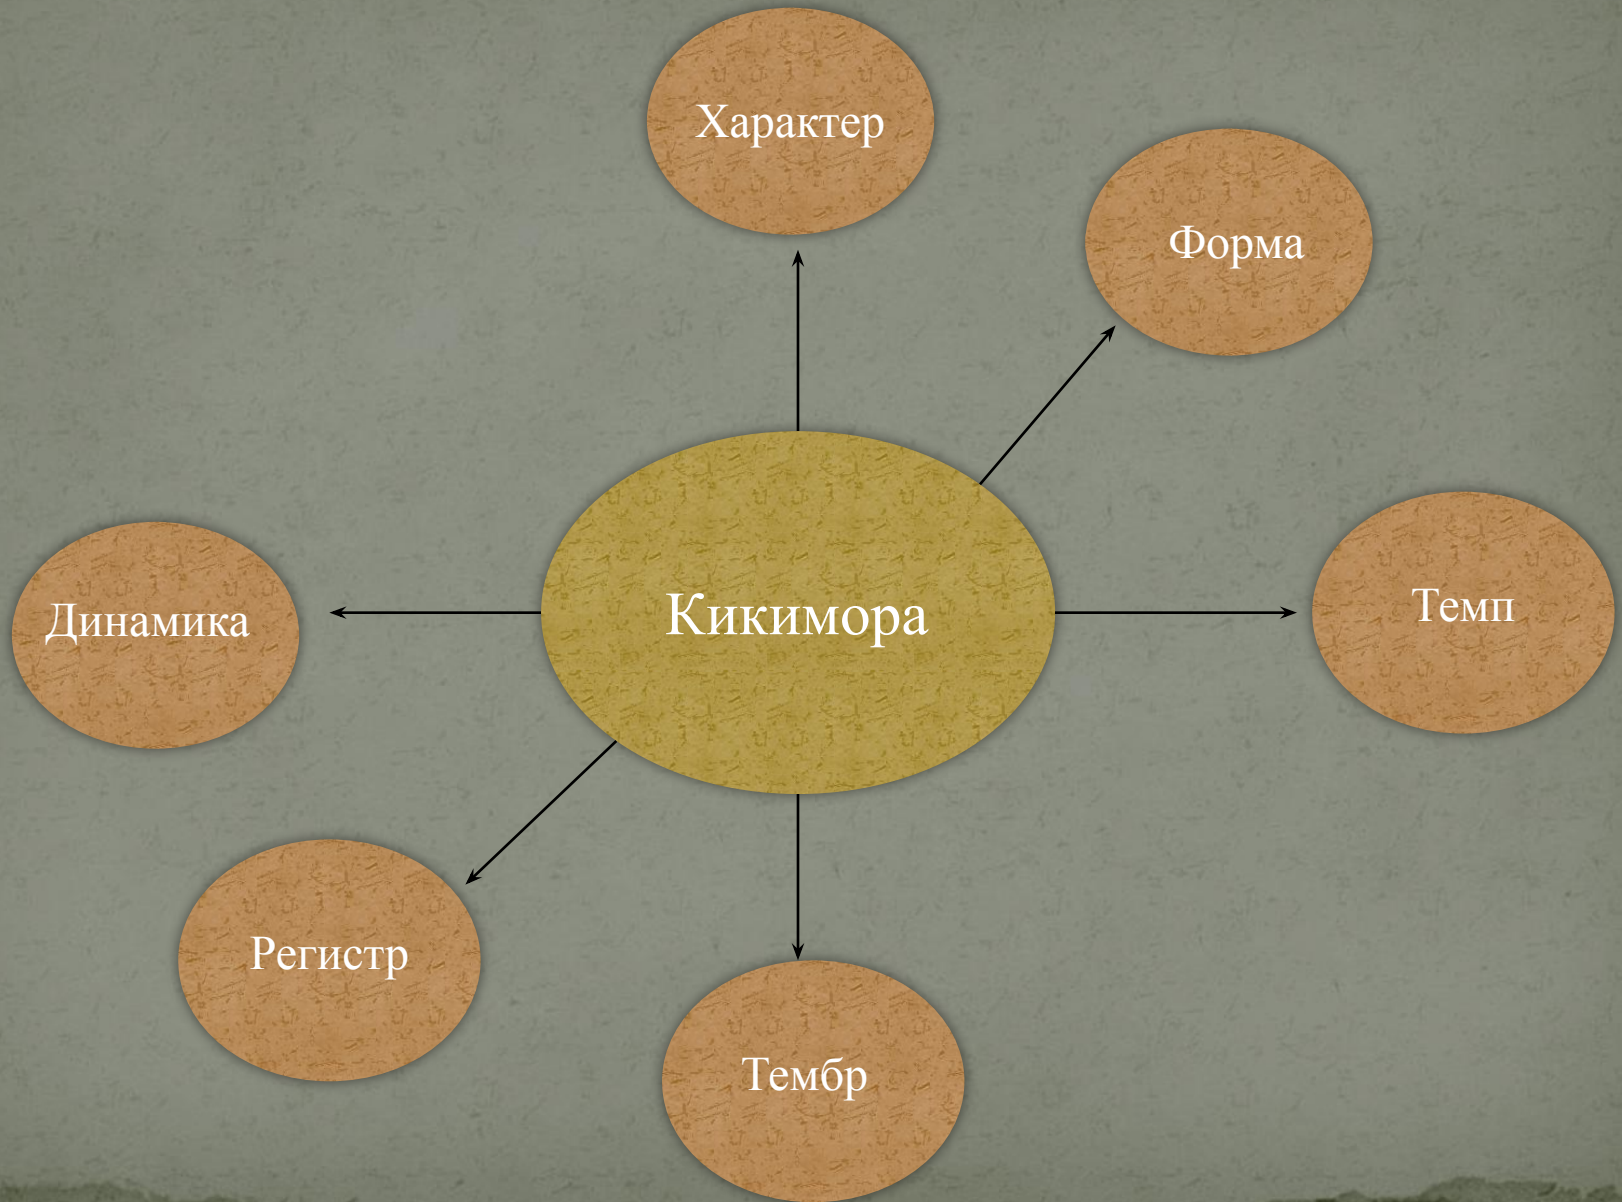 Характер
Форма
Темп
Кикимора
Динамика
Регистр
Тембр